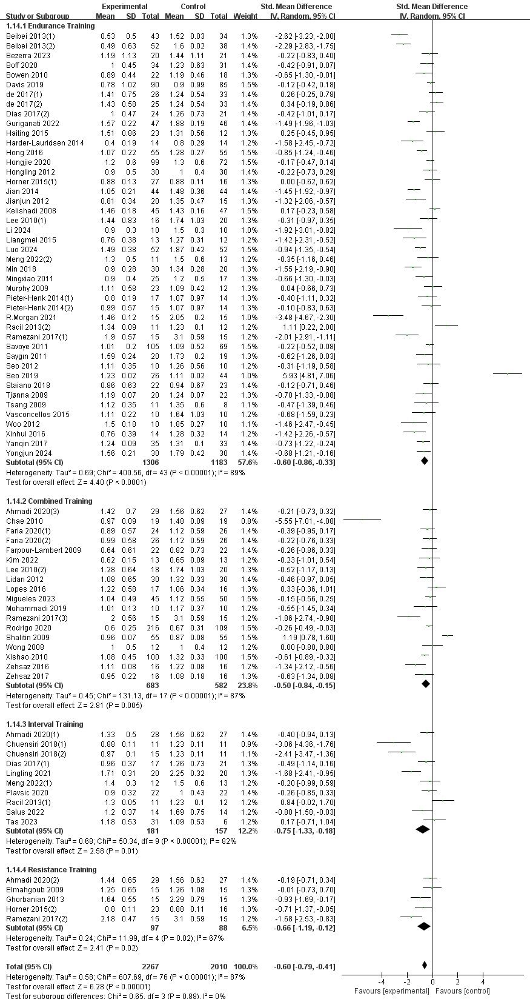 Experimental Control Std. Mean Difference Std. Mean Difference
Study or Subgroup Mean SD Total Mean SD Total Weight IV, Random, 95% CI IV, Random, 95% CI
1.14.1 Endurance Training
Beibei 2013(1) 0.53 0.5 43 1.52 0.03 34 1.3% -2.62 [-3.23, -2.00]
Beibei 2013(2) 0.49 0.63 52 1.6 0.02 38 1.4% -2.29 [-2.83, -1.75]
Bezerra 2023 1.19 1.13 20 1.44 1.11 21 1.3% -0.22 [-0.83, 0.40]
Boff 2020 1 0.45 34 1.23 0.63 31 1.4% -0.42 [-0.91, 0.07]
Bowen 2010 0.89 0.44 22 1.19 0.46 18 1.3% -0.65 [-1.30, -0.01]
Davis 2019 0.78 1.02 90 0.9 0.99 85 1.5% -0.12 [-0.42, 0.18]
de 2017(1) 1.41 0.75 26 1.24 0.54 33 1.4% 0.26 [-0.25, 0.78]
de 2017(2) 1.43 0.58 25 1.24 0.54 33 1.4% 0.34 [-0.19, 0.86]
Dias 2017(2) 1 0.47 24 1.26 0.73 21 1.4% -0.42 [-1.01, 0.17]
Guriganati 2022 1.57 0.22 47 1.88 0.19 46 1.4% -1.49 [-1.96, -1.03]
Haiting 2015 1.51 0.86 23 1.31 0.56 12 1.3% 0.25 [-0.45, 0.95]
Harder-Lauridsen 2014 0.4 0.19 14 0.8 0.29 14 1.2% -1.58 [-2.45, -0.72]
Hong 2016 1.07 0.22 55 1.28 0.27 55 1.4% -0.85 [-1.24, -0.46]
Hongjie 2020 1.2 0.6 99 1.3 0.6 72 1.5% -0.17 [-0.47, 0.14]
Hongling 2012 0.9 0.5 30 1 0.4 30 1.4% -0.22 [-0.73, 0.29]
Horner 2015(1) 0.88 0.13 27 0.88 0.11 16 1.3% 0.00 [-0.62, 0.62]
Jian 2014 1.05 0.21 44 1.48 0.36 44 1.4% -1.45 [-1.92, -0.97]
Jianjun 2012 0.81 0.34 20 1.35 0.47 15 1.2% -1.32 [-2.06, -0.57]
Kelishadi 2008 1.46 0.18 45 1.43 0.16 47 1.4% 0.17 [-0.23, 0.58]
Lee 2010(1) 1.44 0.83 16 1.74 1.03 20 1.3% -0.31 [-0.97, 0.35]
Li 2024 0.9 0.3 10 1.5 0.3 10 1.0% -1.92 [-3.01, -0.82]
Liangmei 2015 0.76 0.38 13 1.27 0.31 12 1.2% -1.42 [-2.31, -0.52]
Luo 2024 1.49 0.38 52 1.87 0.42 52 1.4% -0.94 [-1.35, -0.54]
Meng 2022(2) 1.3 0.5 11 1.5 0.6 13 1.2% -0.35 [-1.16, 0.46]
Min 2018 0.9 0.28 30 1.34 0.28 20 1.3% -1.55 [-2.19, -0.90]
Mingxiao 2011 0.9 0.4 25 1.2 0.5 17 1.3% -0.66 [-1.30, -0.03]
Murphy 2009 1.11 0.58 23 1.09 0.42 12 1.3% 0.04 [-0.66, 0.73]
Pieter-Henk 2014(1) 0.8 0.19 17 1.07 0.97 14 1.3% -0.40 [-1.11, 0.32]
Pieter-Henk 2014(2) 0.99 0.57 15 1.07 0.97 14 1.3% -0.10 [-0.83, 0.63]
R.Morgan 2021 1.46 0.12 15 2.05 0.2 15 1.0% -3.48 [-4.67, -2.30]
Racil 2013(2) 1.34 0.09 11 1.23 0.1 12 1.2% 1.11 [0.22, 2.00]
Ramezani 2017(1) 1.9 0.57 15 3.1 0.59 15 1.2% -2.01 [-2.91, -1.11]
Savoye 2011 1.01 0.2 105 1.09 0.52 69 1.5% -0.22 [-0.52, 0.08]
Saygın 2011 1.59 0.24 20 1.73 0.2 19 1.3% -0.62 [-1.26, 0.03]
Seo 2012 1.11 0.35 10 1.26 0.56 10 1.2% -0.31 [-1.19, 0.58]
Seo 2019 1.23 0.02 26 1.11 0.02 44 1.0% 5.93 [4.81, 7.06]
Staiano 2018 0.86 0.63 22 0.94 0.67 23 1.4% -0.12 [-0.71, 0.46]
Tjønna 2009 1.19 0.07 20 1.24 0.07 22 1.3% -0.70 [-1.33, -0.08]
Tsang 2009 1.12 0.35 11 1.35 0.6 8 1.1% -0.47 [-1.39, 0.46]
Vasconcellos 2015 1.11 0.22 10 1.64 1.03 10 1.2% -0.68 [-1.59, 0.23]
Woo 2012 1.5 0.18 10 1.85 0.27 10 1.1% -1.46 [-2.47, -0.45]
Xinhui 2016 0.76 0.39 14 1.28 0.32 14 1.2% -1.42 [-2.26, -0.57]
Yanqin 2017 1.24 0.09 35 1.31 0.1 33 1.4% -0.73 [-1.22, -0.24]
Yongjun 2024 1.56 0.21 30 1.79 0.42 30 1.4% -0.68 [-1.21, -0.16]
Subtotal (95% CI) 1306 1183 57.6% -0.60 [-0.86, -0.33]
Heterogeneity: Tau² = 0.69; Chi² = 400.56, df = 43 (P < 0.00001); I² = 89%
Test for overall effect: Z = 4.40 (P < 0.0001)
1.14.2 Combined Training
Ahmadi 2020(3) 1.42 0.7 29 1.56 0.62 27 1.4% -0.21 [-0.73, 0.32]
Chae 2010 0.97 0.09 19 1.48 0.09 19 0.8% -5.55 [-7.01, -4.08]
Faria 2020(1) 0.89 0.57 24 1.12 0.59 26 1.4% -0.39 [-0.95, 0.17]
Faria 2020(2) 0.99 0.58 26 1.12 0.59 26 1.4% -0.22 [-0.76, 0.33]
Farpour-Lambert 2009 0.64 0.61 22 0.82 0.73 22 1.4% -0.26 [-0.86, 0.33]
Kim 2022 0.62 0.15 13 0.65 0.09 13 1.3% -0.23 [-1.01, 0.54]
Lee 2010(2) 1.28 0.64 18 1.74 1.03 20 1.3% -0.52 [-1.17, 0.13]
Lidan 2012 1.08 0.65 30 1.32 0.33 30 1.4% -0.46 [-0.97, 0.05]
Lopes 2016 1.22 0.58 17 1.06 0.34 16 1.3% 0.33 [-0.36, 1.01]
Migueles 2023 1.04 0.49 45 1.12 0.55 50 1.4% -0.15 [-0.56, 0.25]
Mohammadi 2019 1.01 0.13 10 1.17 0.37 10 1.2% -0.55 [-1.45, 0.34]
Ramezani 2017(3) 2 0.56 15 3.1 0.59 15 1.2% -1.86 [-2.74, -0.98]
Rodrigo 2020 0.6 0.25 216 0.67 0.31 109 1.5% -0.26 [-0.49, -0.03]
Shalitin 2009 0.96 0.07 55 0.87 0.08 55 1.4% 1.19 [0.78, 1.60]
Wong 2008 1 0.5 12 1 0.4 12 1.2% 0.00 [-0.80, 0.80]
Xishao 2010 1.08 0.45 100 1.32 0.33 100 1.5% -0.61 [-0.89, -0.32]
Zehsaz 2016 1.11 0.08 16 1.22 0.08 16 1.2% -1.34 [-2.12, -0.56]
Zehsaz 2017 0.95 0.22 16 1.08 0.18 16 1.3% -0.63 [-1.34, 0.08]
Subtotal (95% CI) 683 582 23.8% -0.50 [-0.84, -0.15]
Heterogeneity: Tau² = 0.45; Chi² = 131.13, df = 17 (P < 0.00001); I² = 87%
Test for overall effect: Z = 2.81 (P = 0.005)
1.14.3 Interval Training
Ahmadi 2020(1) 1.33 0.5 28 1.56 0.62 27 1.4% -0.40 [-0.94, 0.13]
Chuensiri 2018(1) 0.88 0.11 11 1.23 0.11 11 0.9% -3.06 [-4.36, -1.76]
Chuensiri 2018(2) 0.97 0.1 15 1.23 0.11 11 1.1% -2.41 [-3.47, -1.36]
Dias 2017(1) 0.96 0.37 17 1.26 0.73 21 1.3% -0.49 [-1.14, 0.16]
Lingling 2021 1.71 0.31 20 2.25 0.32 20 1.3% -1.68 [-2.41, -0.95]
Meng 2022(1) 1.4 0.3 12 1.5 0.6 13 1.2% -0.20 [-0.99, 0.59]
Plavsic 2020 0.9 0.32 22 1 0.43 22 1.4% -0.26 [-0.85, 0.33]
Racil 2013(1) 1.3 0.05 11 1.23 0.1 12 1.2% 0.84 [-0.02, 1.70]
Salus 2022 1.2 0.37 14 1.69 0.75 14 1.2% -0.80 [-1.58, -0.03]
Tas 2023 1.18 0.53 31 1.09 0.53 6 1.2% 0.17 [-0.71, 1.04]
Subtotal (95% CI) 181 157 12.2% -0.75 [-1.33, -0.18]
Heterogeneity: Tau² = 0.68; Chi² = 50.34, df = 9 (P < 0.00001); I² = 82%
Test for overall effect: Z = 2.58 (P = 0.01)
1.14.4 Resistance Training
Ahmadi 2020(2) 1.44 0.65 29 1.56 0.62 27 1.4% -0.19 [-0.71, 0.34]
Elmahgoub 2009 1.25 0.65 15 1.26 1.08 15 1.3% -0.01 [-0.73, 0.70]
Ghorbanian 2013 1.64 0.55 15 2.29 0.79 15 1.2% -0.93 [-1.69, -0.17]
Horner 2015(2) 0.8 0.11 23 0.88 0.11 16 1.3% -0.71 [-1.37, -0.05]
Ramezani 2017(2) 2.18 0.47 15 3.1 0.59 15 1.2% -1.68 [-2.53, -0.83]
Subtotal (95% CI) 97 88 6.5% -0.66 [-1.19, -0.12]
Heterogeneity: Tau² = 0.24; Chi² = 11.99, df = 4 (P = 0.02); I² = 67%
Test for overall effect: Z = 2.41 (P = 0.02)
Total (95% CI) 2267 2010 100.0% -0.60 [-0.79, -0.41]
Heterogeneity: Tau² = 0.58; Chi² = 607.69, df = 76 (P < 0.00001); I² = 87%
Test for overall effect: Z = 6.28 (P < 0.00001)
Test for subgroup differences: Chi² = 0.65, df = 3 (P = 0.88), I² = 0%
-4 -2 0 2 4
Favours [experimental] Favours [control]